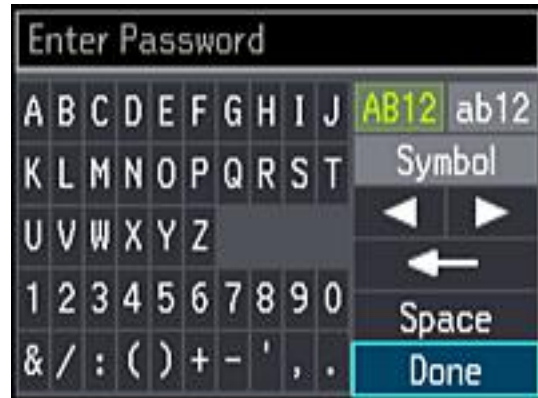 Enter Password
A B C D E F G H I J AB12 ab12
K L M N O P Q R S T Symbol
U V W X Y Z
1 2 3 4 5 6 7 8 9 0 Space
& / : ( ) + - ' , . Done